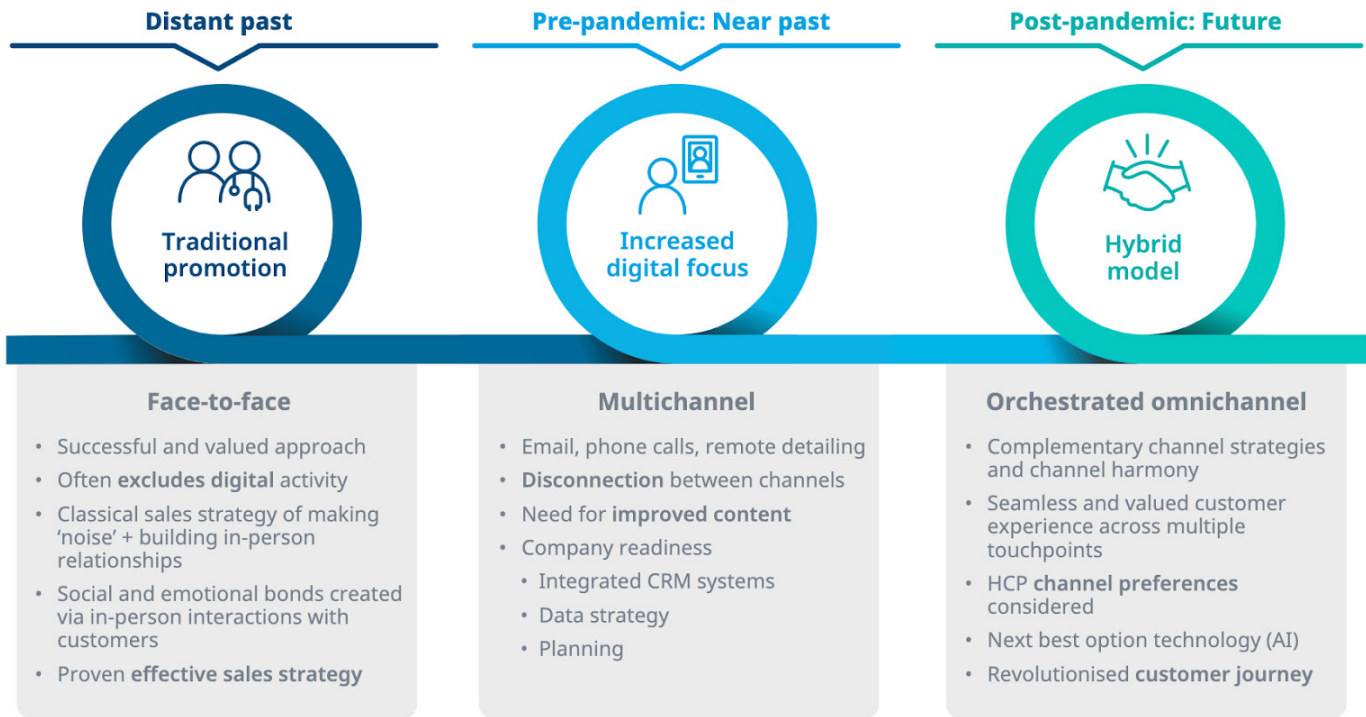 Distant past
Traditional
promotion
Face-to-face
• Successful and valued approach
• Often excludes digital activity
• Classical sales strategy of making
‘noise’ + building in-person
relationships
• Social and emotional bonds created
via in-person interactions with
customers
• Proven effective sales strategy
Pre-pandemic: Near past
Increased
digital focus
Multichannel
• Email, phone calls, remote detailing
• Disconnection between channels
• Need for improved content
• Company readiness
• Integrated CRM systems
• Data strategy
• Planning
Post-pandemic: Future
Hybrid
model
Orchestrated omnichannel
• Complementary channel strategies
and channel harmony
• Seamless and valued customer
experience across multiple
touchpoints
• HCP channel preferences
considered
• Next best option technology (AI)
• Revolutionised customer journey